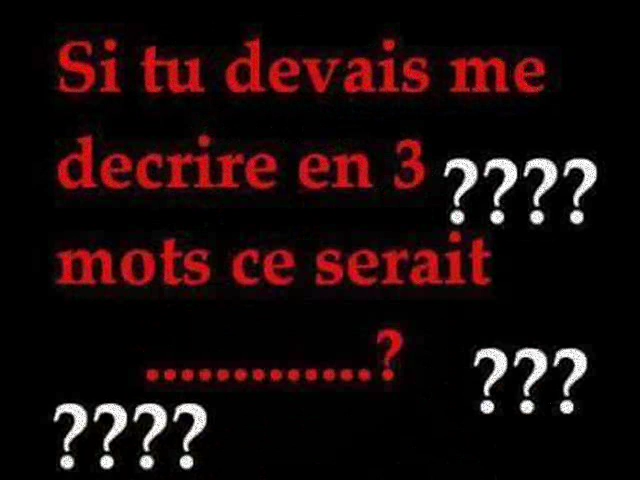 Si tu devais me
decrire en 3 ????
mots ce serait
.............? ???
????